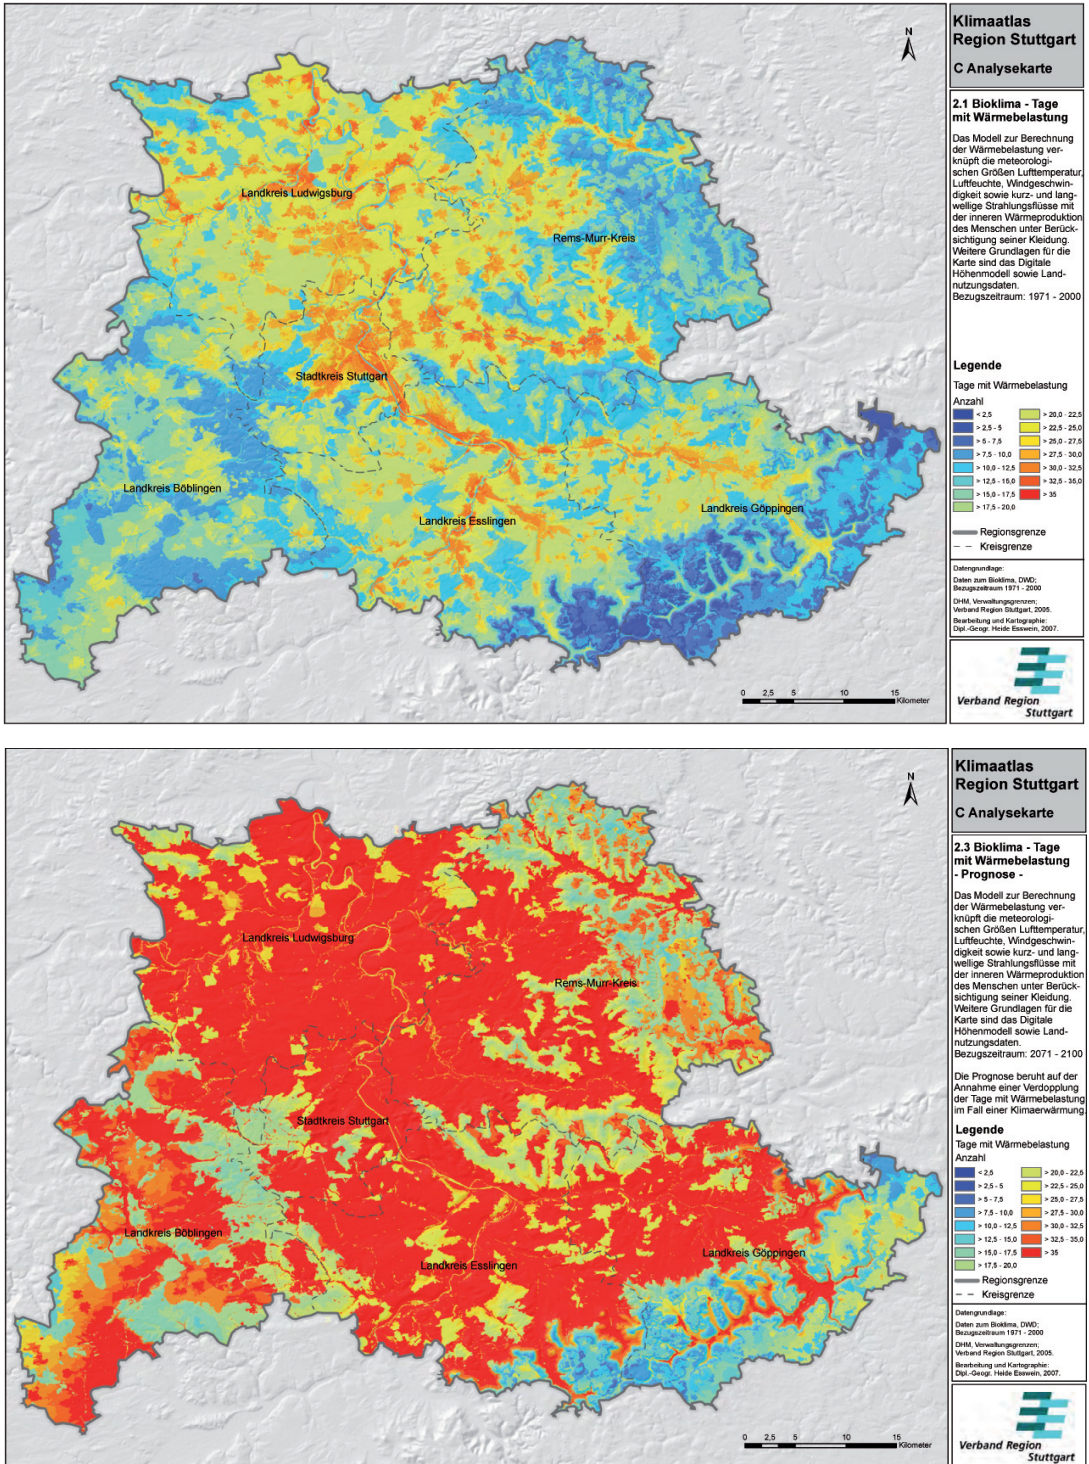 Klimaatlas
Region Stuttgart
C Analysekarte
2.1 Bioklima - Tage
mit Wärmebelastung
Das Modell zur Berechnung
der Wärmebelastung ver-
knüpft die meteorologi-
schen Größen Lufttemperatur,
Luftfeuchte, Windgeschwin-
digkeit sowie kurz- und lang-
wellige Strahlungsflüsse mit
der inneren Wärmeproduktion
des Menschen unter Berück-
sichtigung seiner Kleidung.
Weitere Grundlagen für die
Karte sind das Digitale
Höhenmodell sowie Land-
nutzungsdaten.
Bezugszeitraum: 1971 - 2000
Legende
Tage mit Wärmebelastung
Anzahl
< 2,5
> 2,5 - 5
> 5 - 7,5
> 7,5 - 10,0
> 10,0 - 12,5
> 12,5 - 15,0
> 15,0 - 17,5
> 17,5 - 20,0
> 20,0 - 22,5
> 22,5 - 25,0
> 25,0 - 27,5
> 27,5 - 30,0
> 30,0 - 32,5
> 32,5 - 35,0
> 35
Regionsgrenze
Kreisgrenze
Datengrundlage:
Daten zum Bioklima, DWD;
Bezugszeitraum 1971 - 2000
DHM, Verwaltungsgrenzen;
Verband Region Stuttgart, 2005.
Bearbeitung und Kartographie:
Dipl.-Geogr. Heide Esswein, 2007.
Verband Region
Stuttgart
N
Landkreis Ludwigsburg
Rems-Murr-Kreis
Stadtkreis Stuttgart
Landkreis Böblingen
Landkreis Esslingen
Landkreis Göppingen
0 2,5 5 10 15
Kilometer
Klimaatlas
Region Stuttgart
C Analysekarte
2.3 Bioklima - Tage
mit Wärmebelastung
- Prognose -
Das Modell zur Berechnung
der Wärmebelastung ver-
knüpft die meteorologi-
schen Größen Lufttemperatur,
Luftfeuchte, Windgeschwin-
digkeit sowie kurz- und lang-
wellige Strahlungsflüsse mit
der inneren Wärmeproduktion
des Menschen unter Berück-
sichtigung seiner Kleidung.
Weitere Grundlagen für die
Karte sind das Digitale
Höhenmodell sowie Land-
nutzungsdaten.
Bezugszeitraum: 2071 - 2100
Die Prognose beruht auf der
Annahme einer Verdopplung
der Tage mit Wärmebelastung
im Fall einer Klimaerwärmung
Legende
Tage mit Wärmebelastung
Anzahl
< 2,5
> 2,5 - 5
> 5 - 7,5
> 7,5 - 10,0
> 10,0 - 12,5
> 12,5 - 15,0
> 15,0 - 17,5
> 17,5 - 20,0
> 20,0 - 22,5
> 22,5 - 25,0
> 25,0 - 27,5
> 27,5 - 30,0
> 30,0 - 32,5
> 32,5 - 35,0
> 35
Regionsgrenze
Kreisgrenze
Datengrundlage:
Daten zum Bioklima, DWD;
Bezugszeitraum 1971 - 2000
DHM, Verwaltungsgrenzen;
Verband Region Stuttgart, 2005.
Bearbeitung und Kartographie:
Dipl.-Geogr. Heide Esswein, 2007.
Verband Region
Stuttgart
N
Landkreis Ludwigsburg
Rems-Murr-Kreis
Stadtkreis Stuttgart
Landkreis Böblingen
Landkreis Esslingen
Landkreis Göppingen
0 2,5 5 10 15
Kilometer